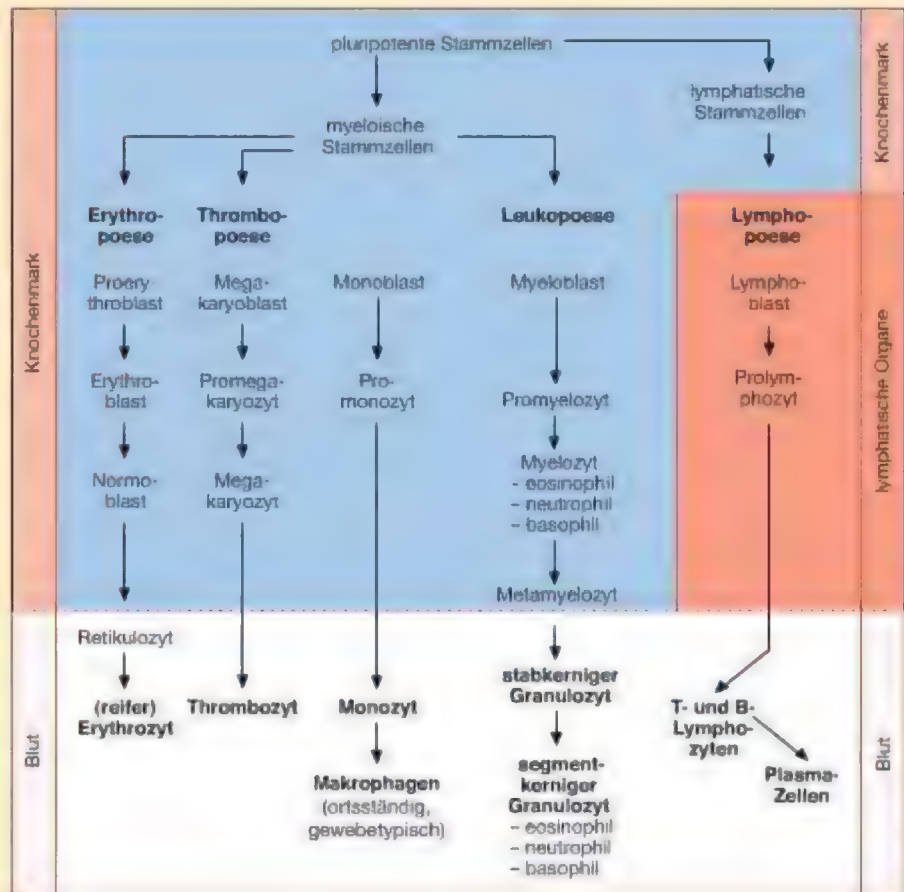 pluripotente Stammzellen
lymphatische
Stammzellen
myeloische
Stammzellen
Knochenmark
Knochenmark
Erythro-
poese
Proery-
throblast
Erythro-
blast
Normo-
blast
Retikulozyt
(reifer)
Erythrozyt
Thrombo-
poese
Mega-
karyoblast
Promega-
karyozyt
Mega-
karyozyt
Thrombozyt
Monoblast
Pro-
monozyt
Monozyt
Makrophagen
(ortsständig,
gewebetypisch)
Leukopoese
Myeloblast
Promyelozyt
Myelozyt
– eosinophil
– neutrophil
– basophil
Metamyelozyt
stabkerniger
Granulozyt
segment-
kerniger
Granulozyt
– eosinophil
– neutrophil
– basophil
Lympho-
poese
Lympho-
blast
Prolym-
phozyt
T- und B-
Lympho-
zyten
Plasma-
Zellen
lymphatische Organe
Blut
Blut